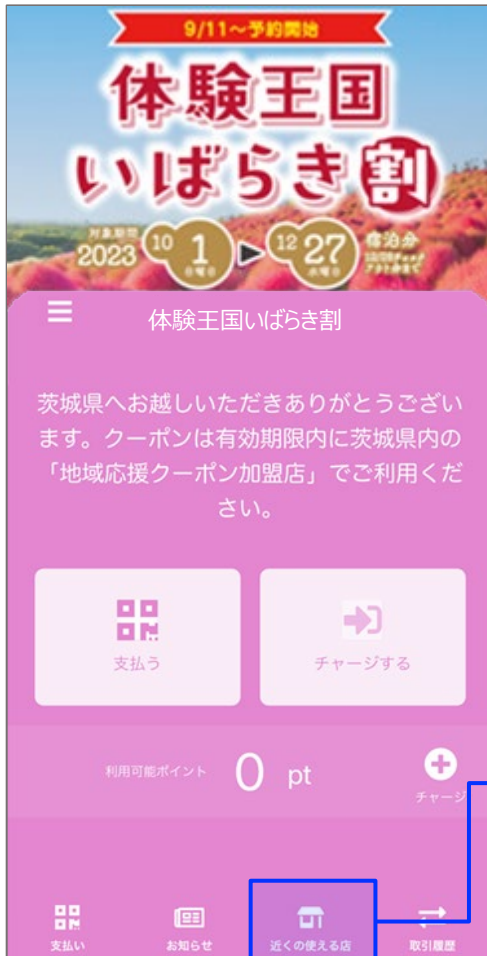 9/11～予約開始
体験王国
いばらき割
対象期間
2023 10 1 日曜日 ▶ 12 27 水曜日 宿泊分
体験王国いばらき割
茨城県へお越しいただきありがとうござい
ます。クーポンは有効期限内に茨城県内の
「地域応援クーポン加盟店」でご利用くだ
さい。
支払う
チャージする
利用可能ポイント 0 pt
チャージ
支払い
お知らせ
近くの使える店
取引履歴